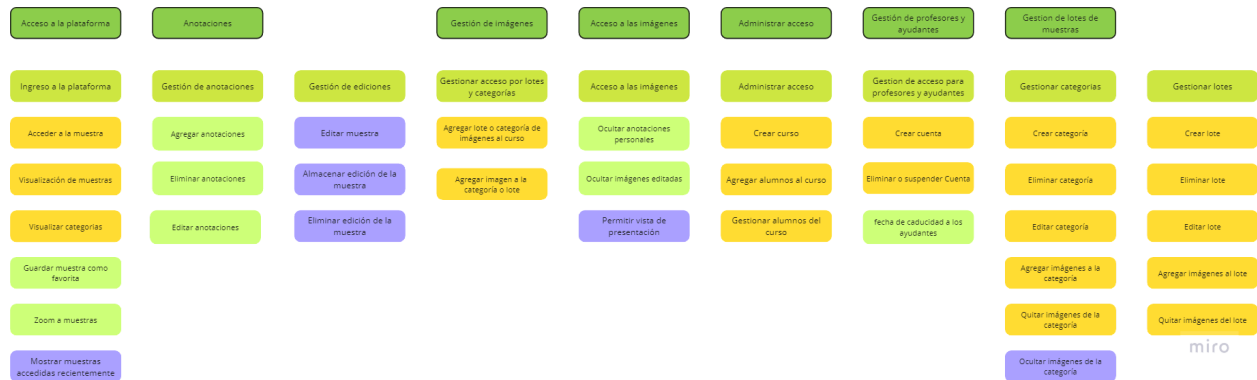 Acceso a la plataforma
Anotaciones
Gestión de imágenes
Acceso a las imágenes
Administrar acceso
Gestión de profesores y
ayudantes
Gestion de lotes de
muestras
Ingreso a la plataforma
Gestión de anotaciones
Gestión de ediciones
Gestionar acceso por lotes
y categorías
Acceso a las imágenes
Administrar acceso
Gestion de acceso para
profesores y ayudantes
Gestionar categorias
Gestionar lotes
Acceder a la muestra
Agregar anotaciones
Editar muestra
Agregar lote o categoría de
imágenes al curso
Ocultar anotaciones
personales
Crear curso
Crear cuenta
Crear categoría
Crear lote
Visualización de muestras
Eliminar anotaciones
Almacenar edición de la
muestra
Agregar imagen a la
categoría o lote
Ocultar imágenes editadas
Agregar alumnos al curso
Eliminar o suspender Cuenta
Eliminar categoría
Eliminar lote
Visualizar categorías
Editar anotaciones
Eliminar edición de la
muestra
Permitir vista de
presentación
Gestionar alumnos del
curso
fecha de caducidad a los
ayudantes
Editar categoría
Editar lote
Guardar muestra como
favorita
Agregar imágenes a la
categoría
Agregar imágenes al lote
Zoom a muestras
Quitar imágenes de la
categoría
Quitar imágenes del lote
Mostrar muestras
accedidas recientemente
Ocultar imágenes de la
categoría
miro